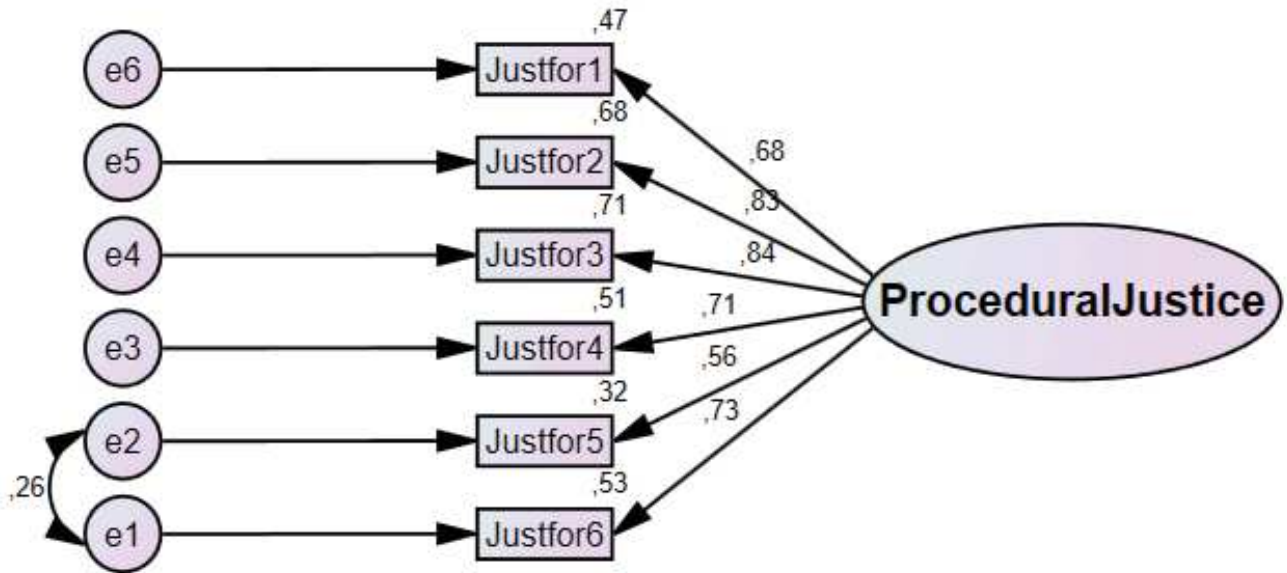 ,47
e6 Justfor1
,68
,68
e5 Justfor2
,83
,71
e4 Justfor3
,84
,51
ProceduralJustice
e3 Justfor4
,71
,32
,56
e2 Justfor5
,73
,26
,53
e1 Justfor6